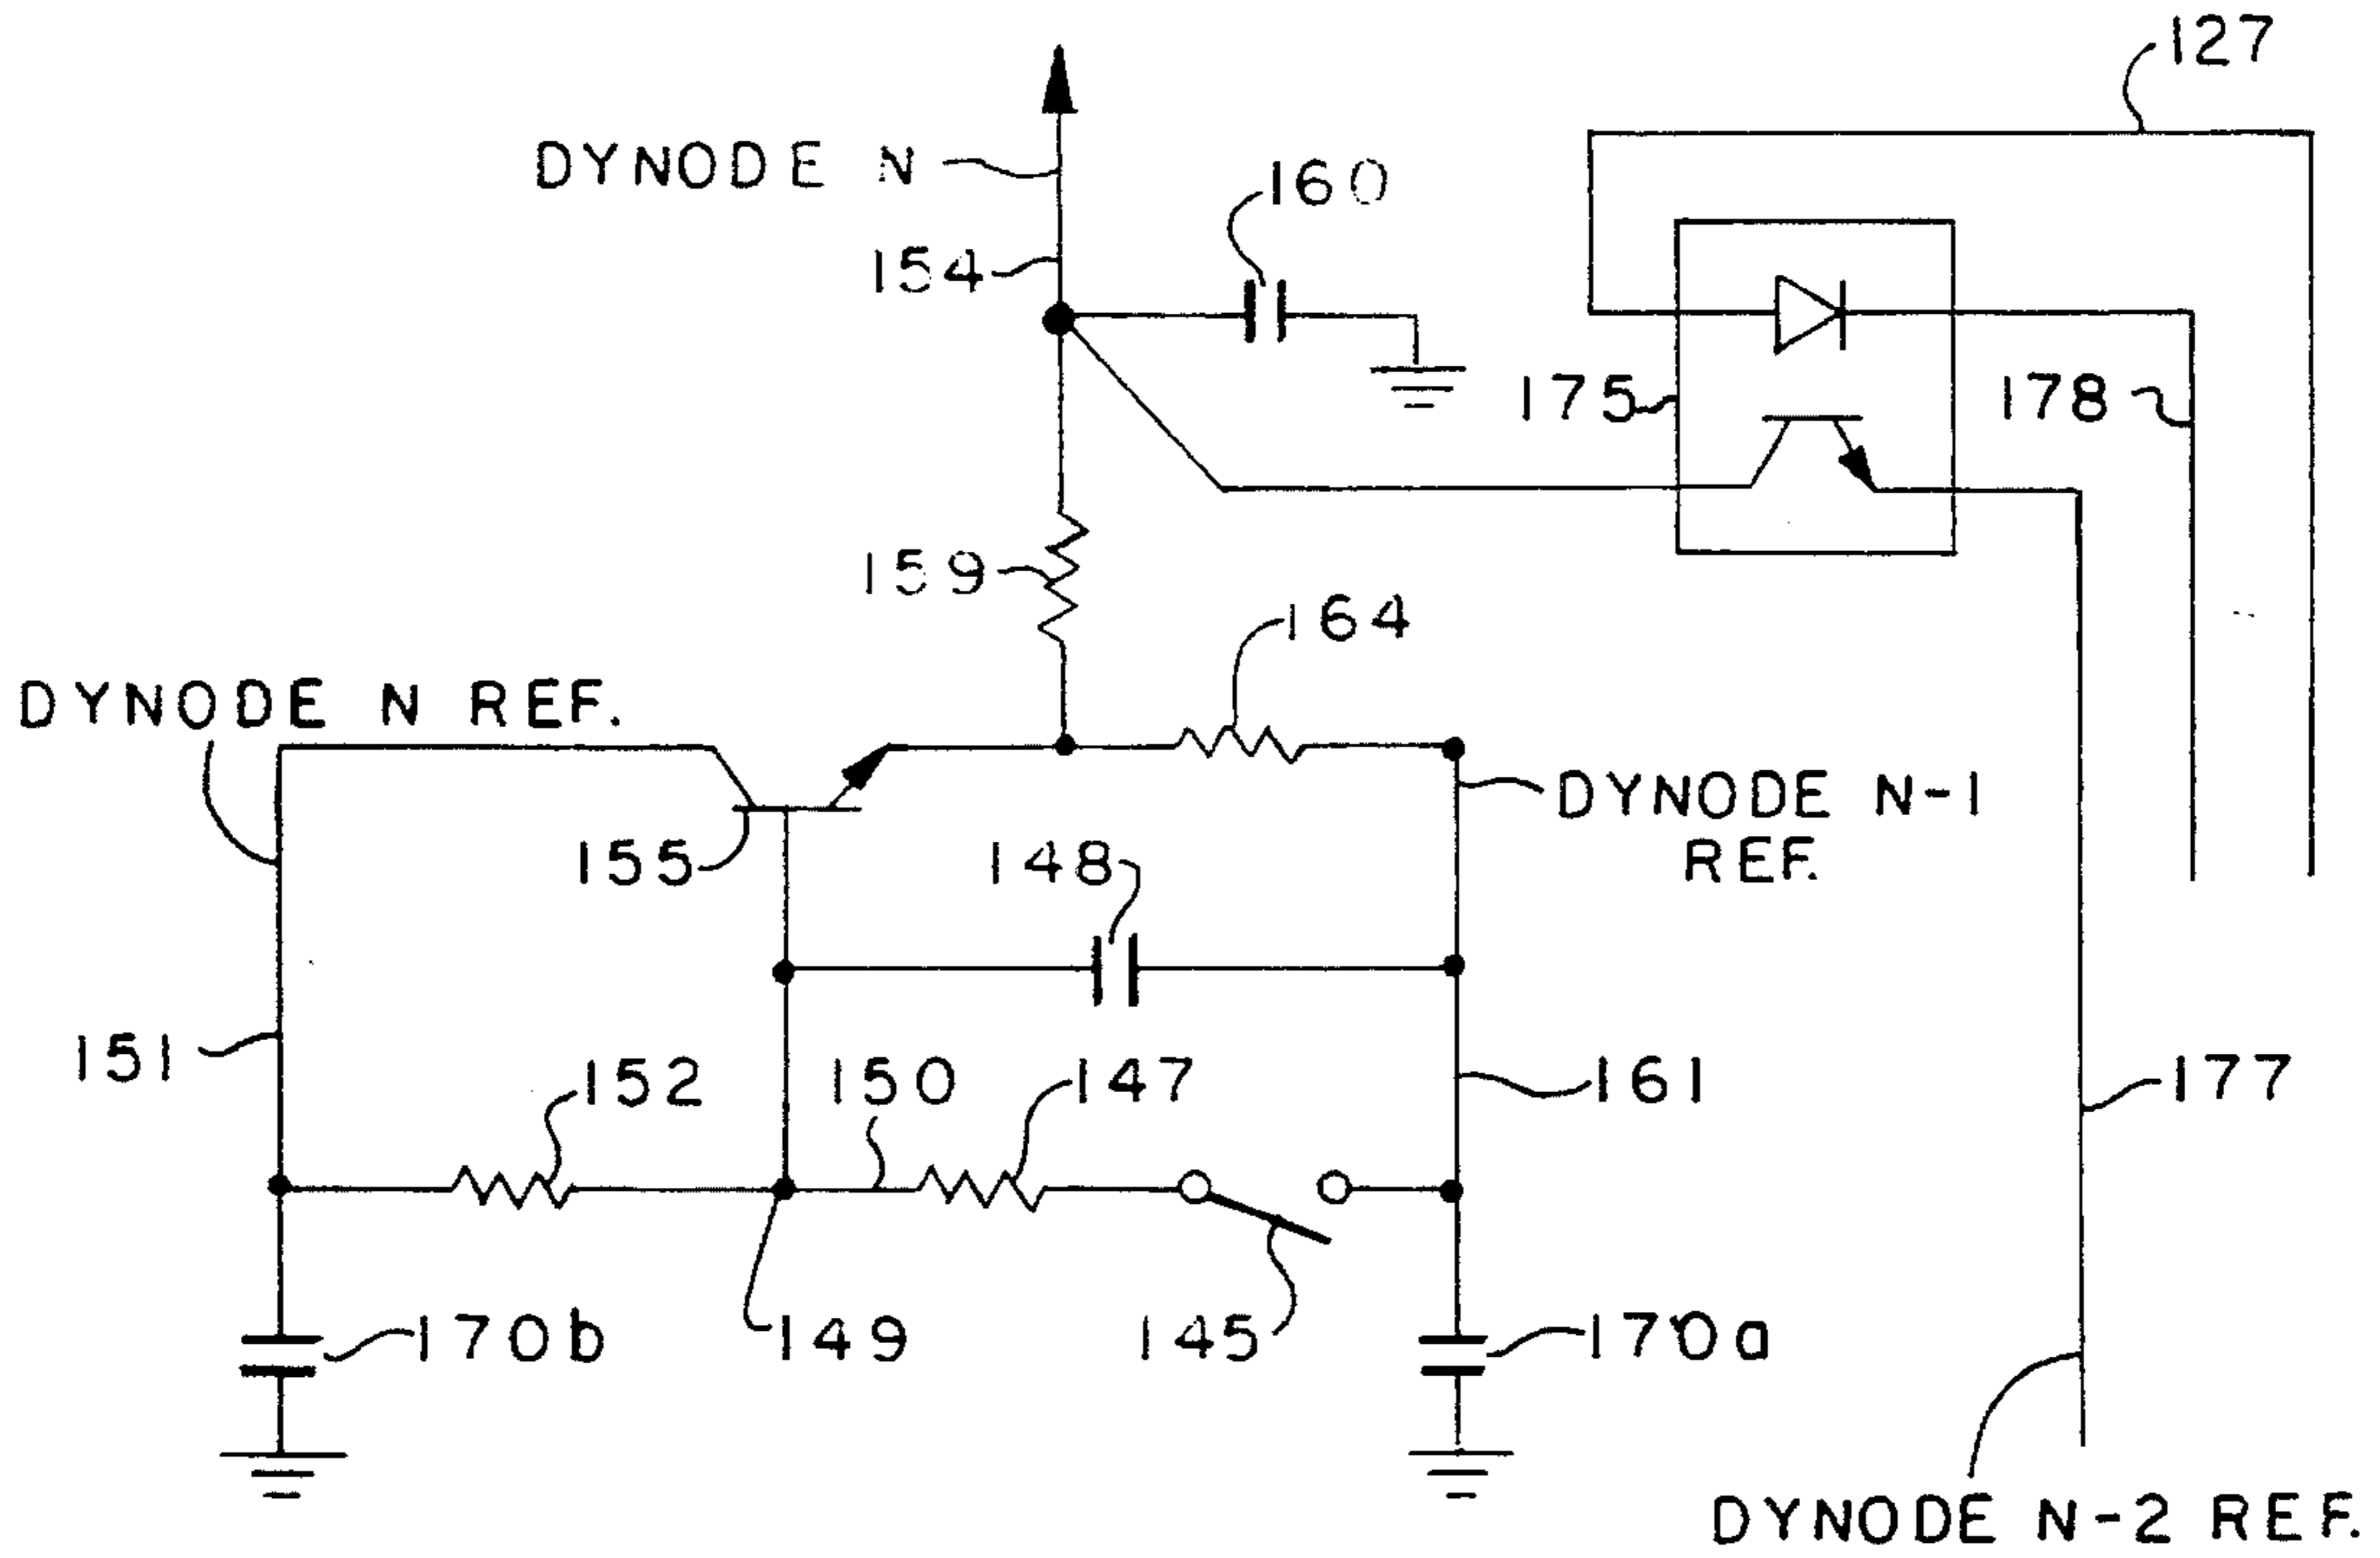 127
DYNODE N
160
154
175
178
159
164
DYNODE N REF.
DYNODE N-1
REF.
155
148
151
152
150
147
161
177
170b
149
145
170a
DYNODE N-2 REF.